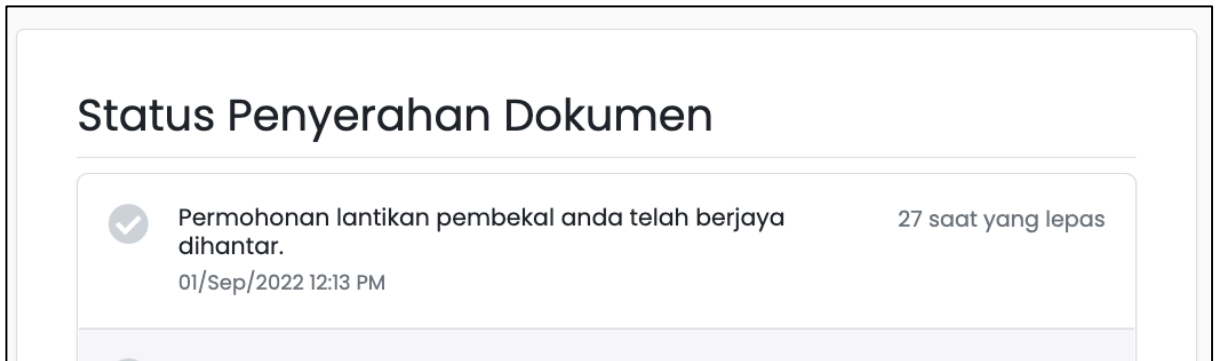 Status Penyerahan Dokumen
Permohonan lantikan pembekal anda telah berjaya
dihantar.
27 saat yang lepas
01/Sep/2022 12:13 PM